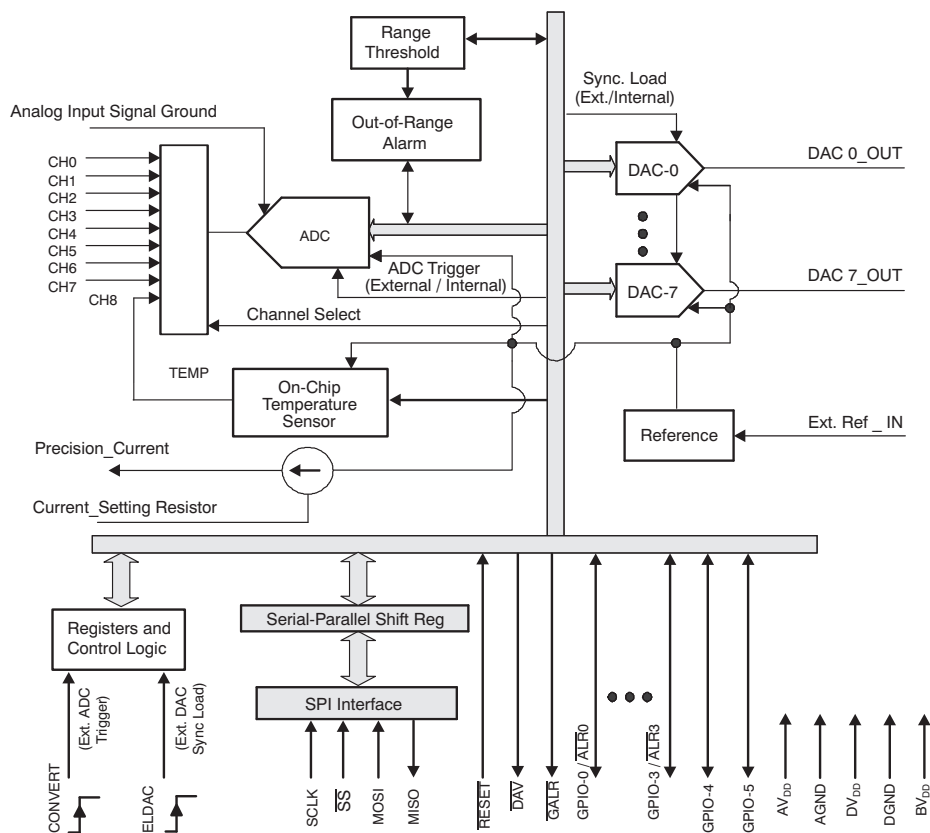 Range
Threshold
Sync. Load
(Ext./Internal)
Analog Input Signal Ground
Out-of-Range
Alarm
CH0
CH1
CH2
CH3
CH4
CH5
CH6
CH7
CH8
ADC
DAC-0
DAC 0_OUT
ADC Trigger
(External / Internal)
DAC-7
DAC 7_OUT
Channel Select
TEMP
On-Chip
Temperature
Sensor
Reference
Ext. Ref _ IN
Precision_Current
Current_Setting Resistor
Registers and
Control Logic
Serial-Parallel Shift Reg
SPI Interface
(Ext. ADC
Trigger)
(Ext. DAC
Sync Load)
CONVERT
ELDAC
SCLK
SS
MOSI
MISO
RESET
DAV
GALR
GPIO-0 / ALR0
GPIO-3 / ALR3
GPIO-4
GPIO-5
AVDD
AGND
DVDD
DGND
BVDD